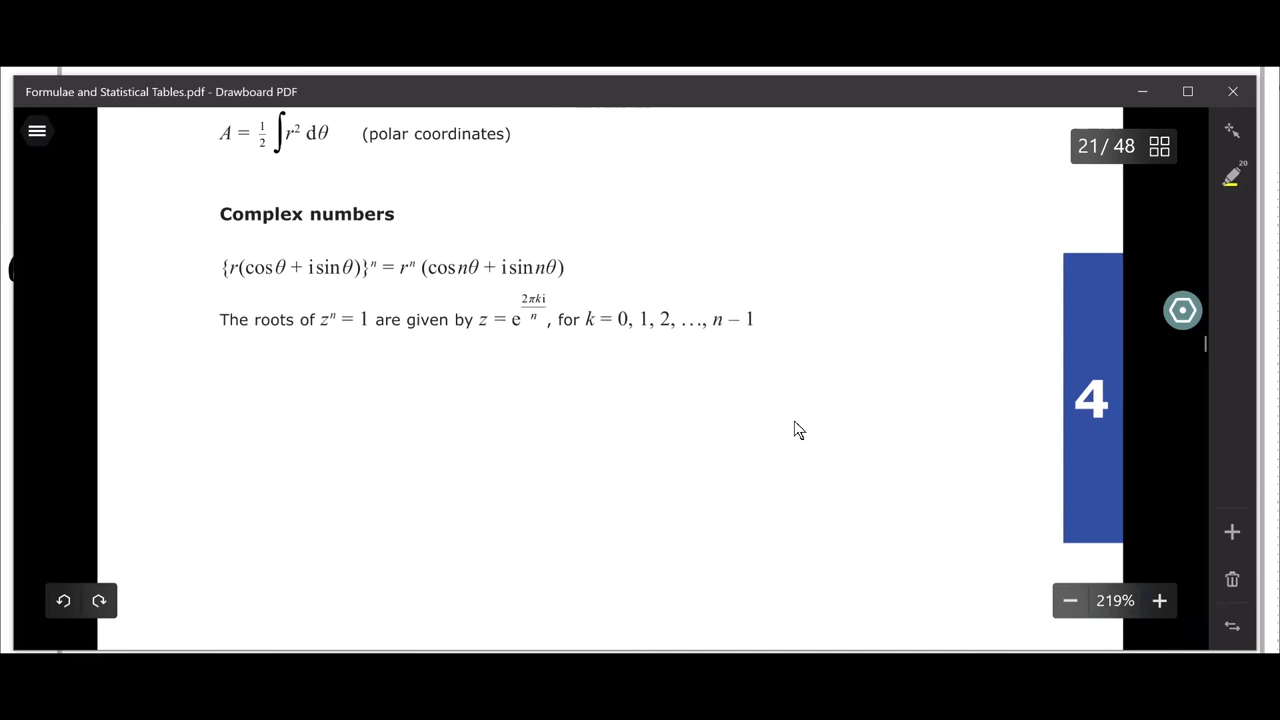 Formulae and Statistical Tables.pdf - Drawboard PDF
A = 1/2 ∫ r² dθ (polar coordinates)
21 / 48
20
Complex numbers
{r(cos θ + i sin θ)}ⁿ = rⁿ (cos nθ + i sin nθ)
The roots of zⁿ = 1 are given by z = e^(2πki/n), for k = 0, 1, 2, …, n – 1
4
219%